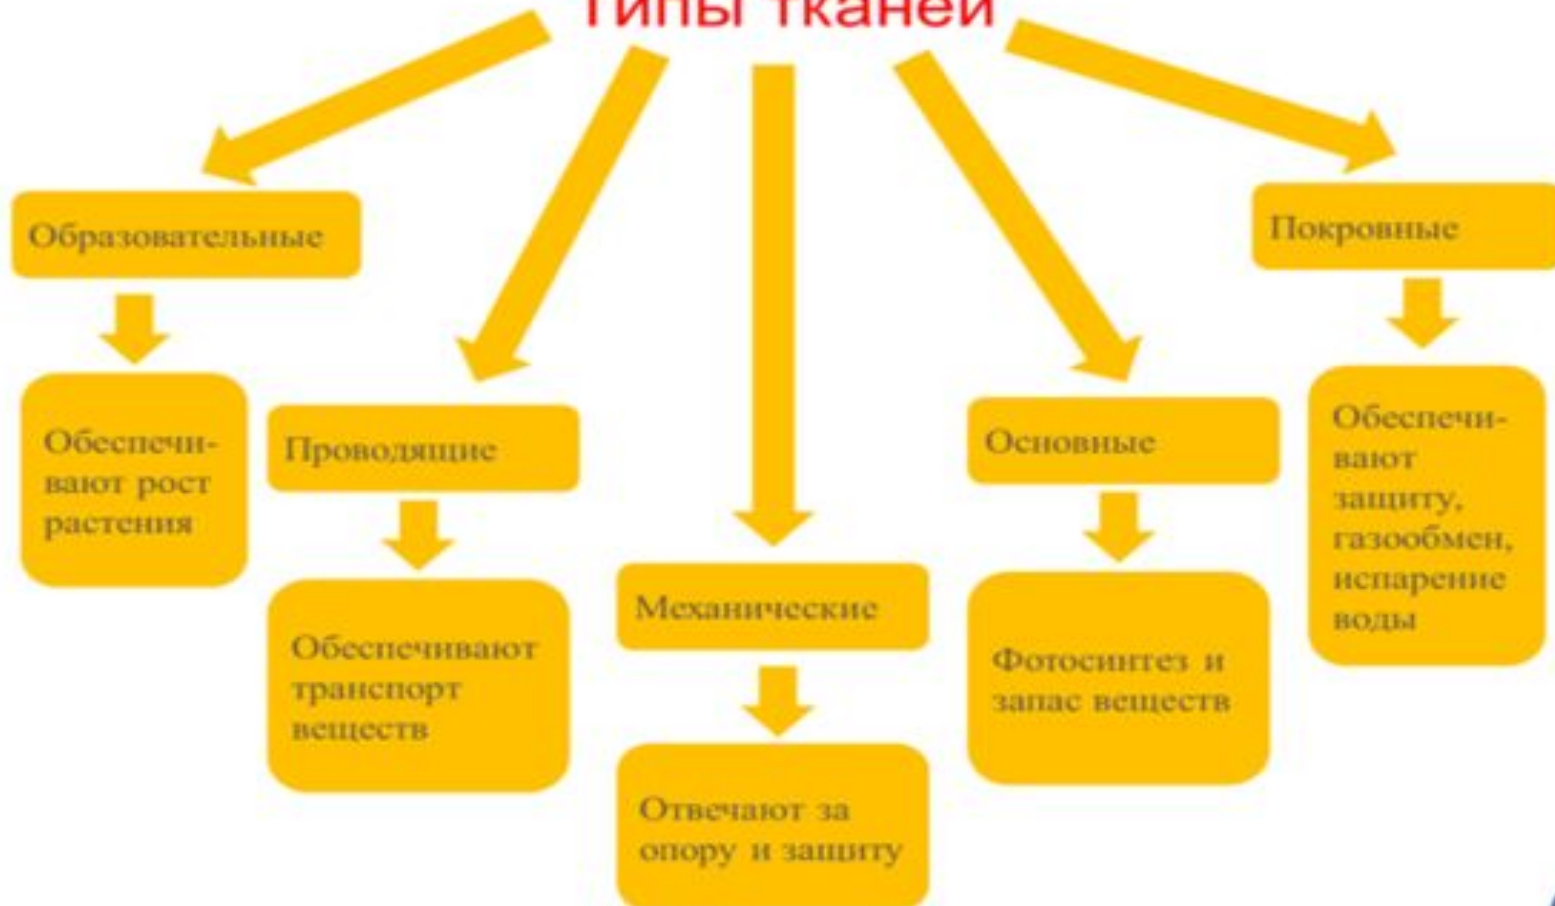 Типы тканей
Образовательные
Обеспечи-
вают рост
растения
Проводящие
Обеспечивают
транспорт
веществ
Механические
Отвечают за
опору и защиту
Основные
Фотосинтез и
запас веществ
Покровные
Обеспечи-
вают
защиту,
газообмен,
испарение
воды